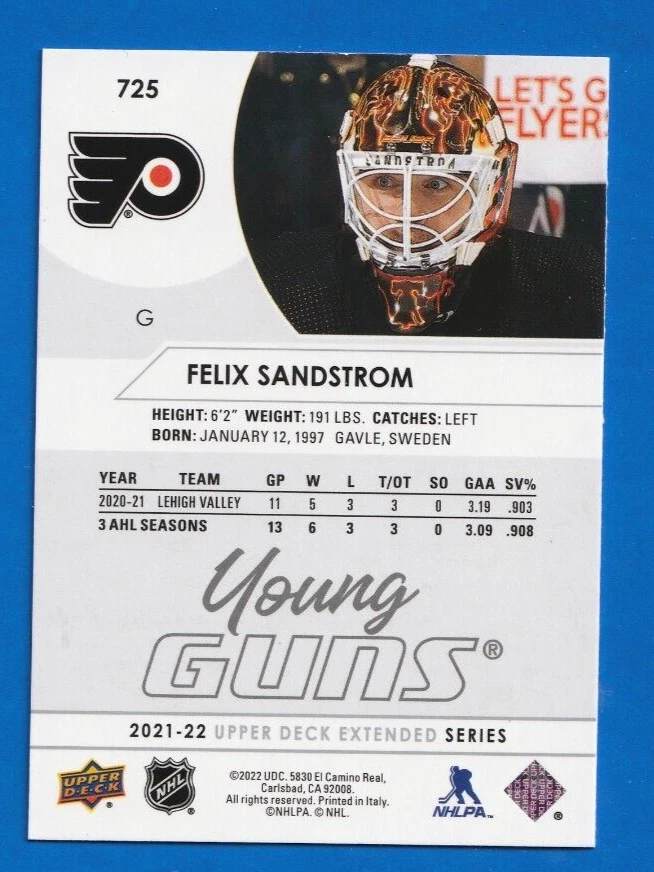 725
LET'S G
FLYER
SANDSTROM
G
FELIX SANDSTROM
HEIGHT: 6'2" WEIGHT: 191 LBS. CATCHES: LEFT
BORN: JANUARY 12, 1997 GAVLE, SWEDEN
YEAR TEAM GP W L T/OT SO GAA SV%
2020-21 LEHIGH VALLEY 11 5 3 3 0 3.19 .903
3 AHL SEASONS 13 6 3 3 0 3.09 .908
Young
GUNS®
2021-22 UPPER DECK EXTENDED SERIES
UPPER
DECK
®
NHL
®
©2022 UDC. 5830 El Camino Real,
Carlsbad, CA 92008.
All rights reserved. Printed in Italy.
©NHLPA. © NHL.
NHLPA
®